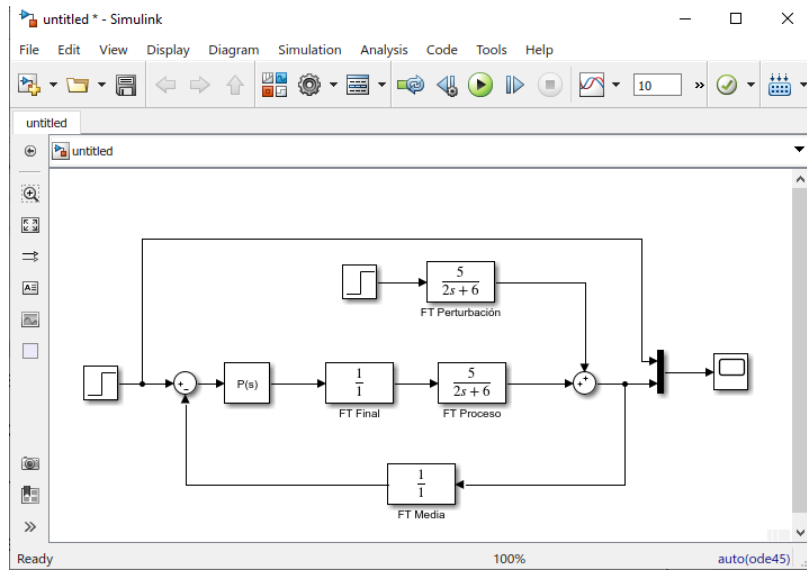 untitled * - Simulink
File Edit View Display Diagram Simulation Analysis Code Tools Help
10 »
untitled
untitled
A
5
2s + 6
FT Perturbación
+
-
P(s)
1
1
FT Final
5
2s + 6
FT Proceso
+
+
1
1
FT Media
»
Ready 100% auto(ode45)